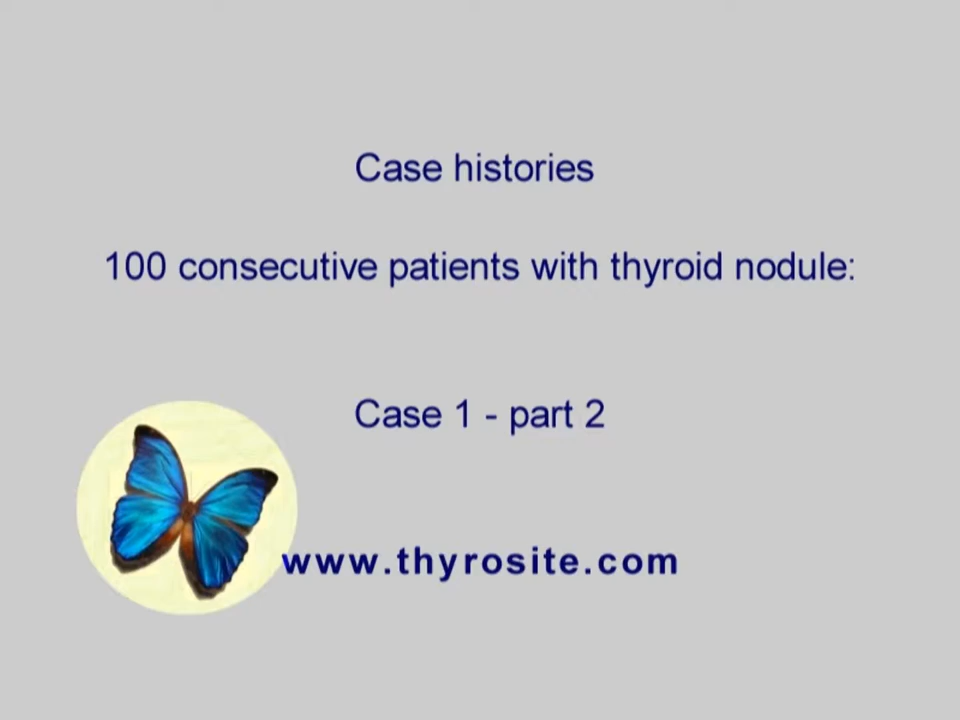 Case histories
100 consecutive patients with thyroid nodule:
Case 1 - part 2
www.thyrosite.com